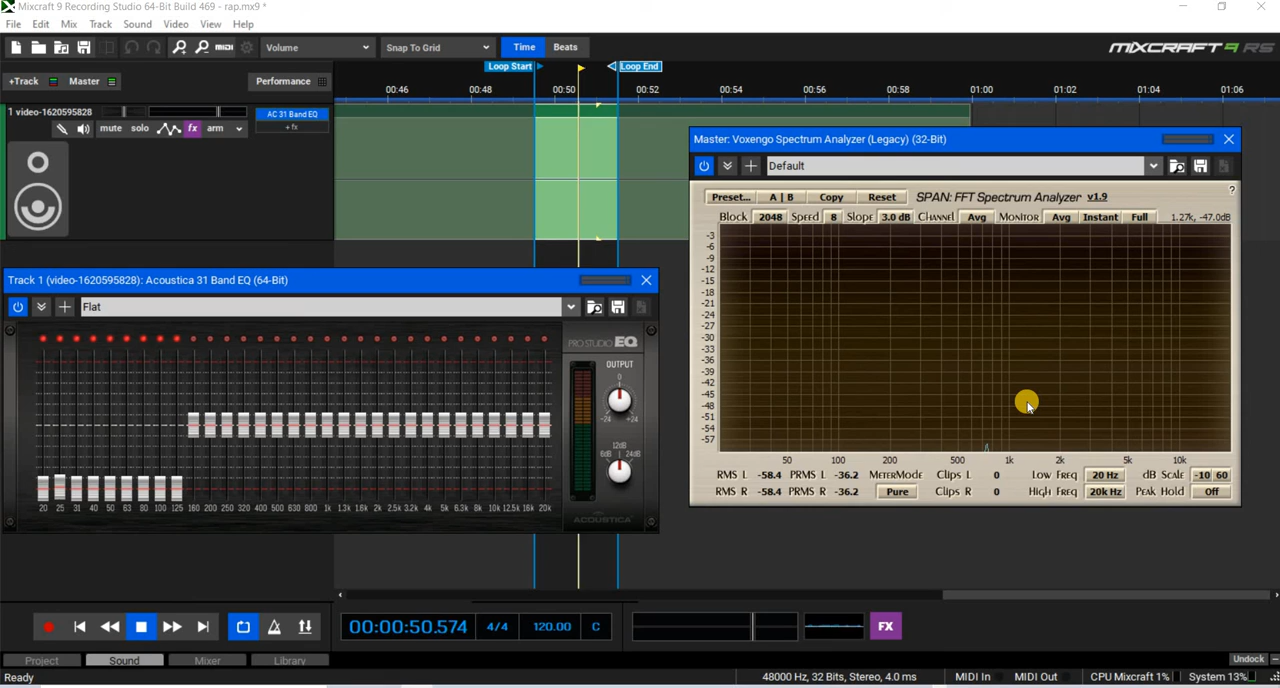 Mixcraft 9 Recording Studio 64-Bit Build 469 - rap.mx9 *
File Edit Mix Track Sound Video View Help
MIDI Volume Snap To Grid Time Beats MIXCRAFT 9 RS
Loop Start Loop End
+Track Master Performance 00:46 00:48 00:50 00:52 00:54 00:56 00:58 01:00 01:02 01:04 01:06
1 video-1620595828 AC 31 Band EQ
mute solo fx arm + fx
Master: Voxengo Spectrum Analyzer (Legacy) (32-Bit)
Default
Preset... A | B Copy Reset SPAN: FFT Spectrum Analyzer v1.9 ?
Block 2048 Speed 8 Slope 3.0 dB Channel Avg Monitor Avg Instant Full 1.27k, -47.0dB
-3
-6
-9
-12
-15
-18
-21
-24
-27
-30
-33
-36
-39
-42
-45
-48
-51
-54
-57
50 100 200 500 1k 2k 5k 10k
RMS L -58.4 PRMS L -36.2 MeterMode Clips L 0 Low Freq 20 Hz dB Scale -10 60
RMS R -58.4 PRMS R -36.2 Pure Clips R 0 High Freq 20k Hz Peak Hold Off
Track 1 (video-1620595828): Acoustica 31 Band EQ (64-Bit)
Flat
PRO STUDIO EQ
OUTPUT
0
-24 +24
12dB
6dB 24dB
20 25 31 40 50 63 80 100 125 160 200 250 320 400 500 630 800 1k 1.3k 1.6k 2k 2.5k 3.2k 4k 5k 6.3k 8k 10k 12.5k 16k 20k
ACOUSTICA
00:00:50.574 4/4 120.00 C FX
Project Sound Mixer Library Undock
Ready 48000 Hz, 32 Bits, Stereo, 4.0 ms MIDI In MIDI Out CPU Mixcraft 1% System 13%